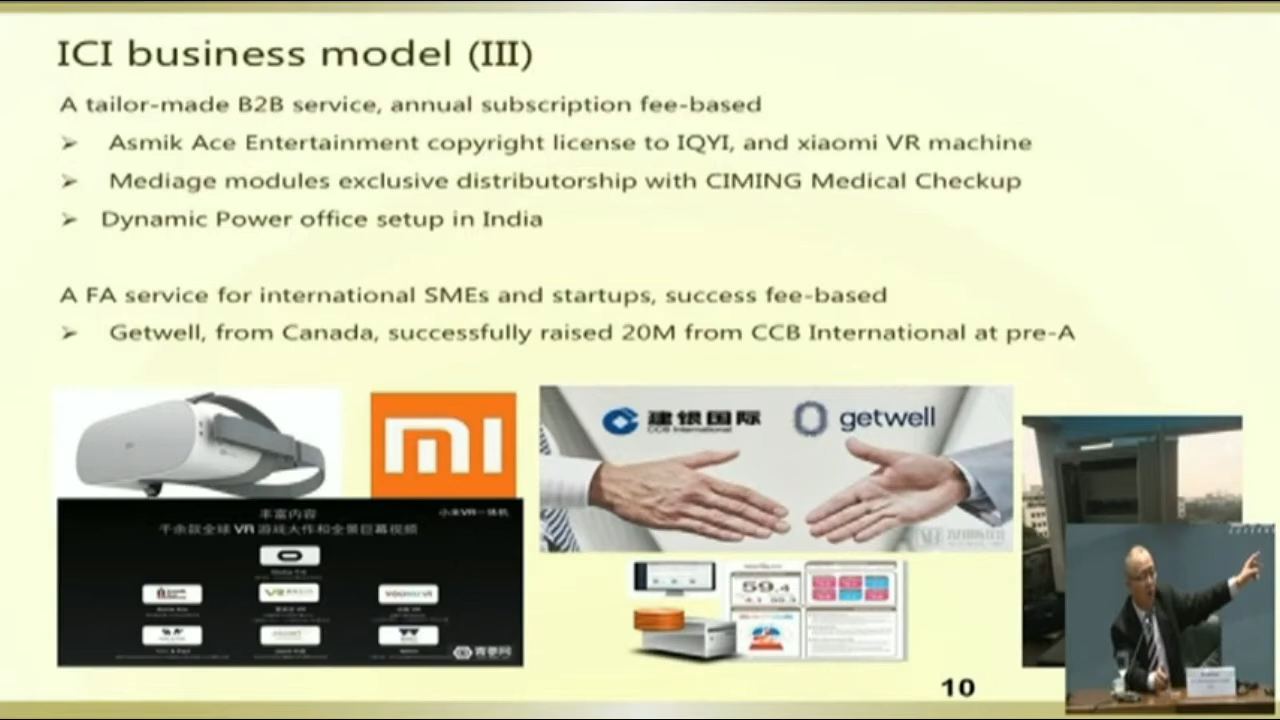 ICI business model (III)
A tailor-made B2B service, annual subscription fee-based
➢ Asmik Ace Entertainment copyright license to IQYI, and xiaomi VR machine
➢ Mediage modules exclusive distributorship with CIMING Medical Checkup
➢ Dynamic Power office setup in India
A FA service for international SMEs and startups, success fee-based
➢ Getwell, from Canada, successfully raised 20M from CCB International at pre-A
建银国际
CCB International
getwell
丰富内容
小米VR一体机
千余款全球 VR 游戏大作和全景巨幕视频
59.4
10